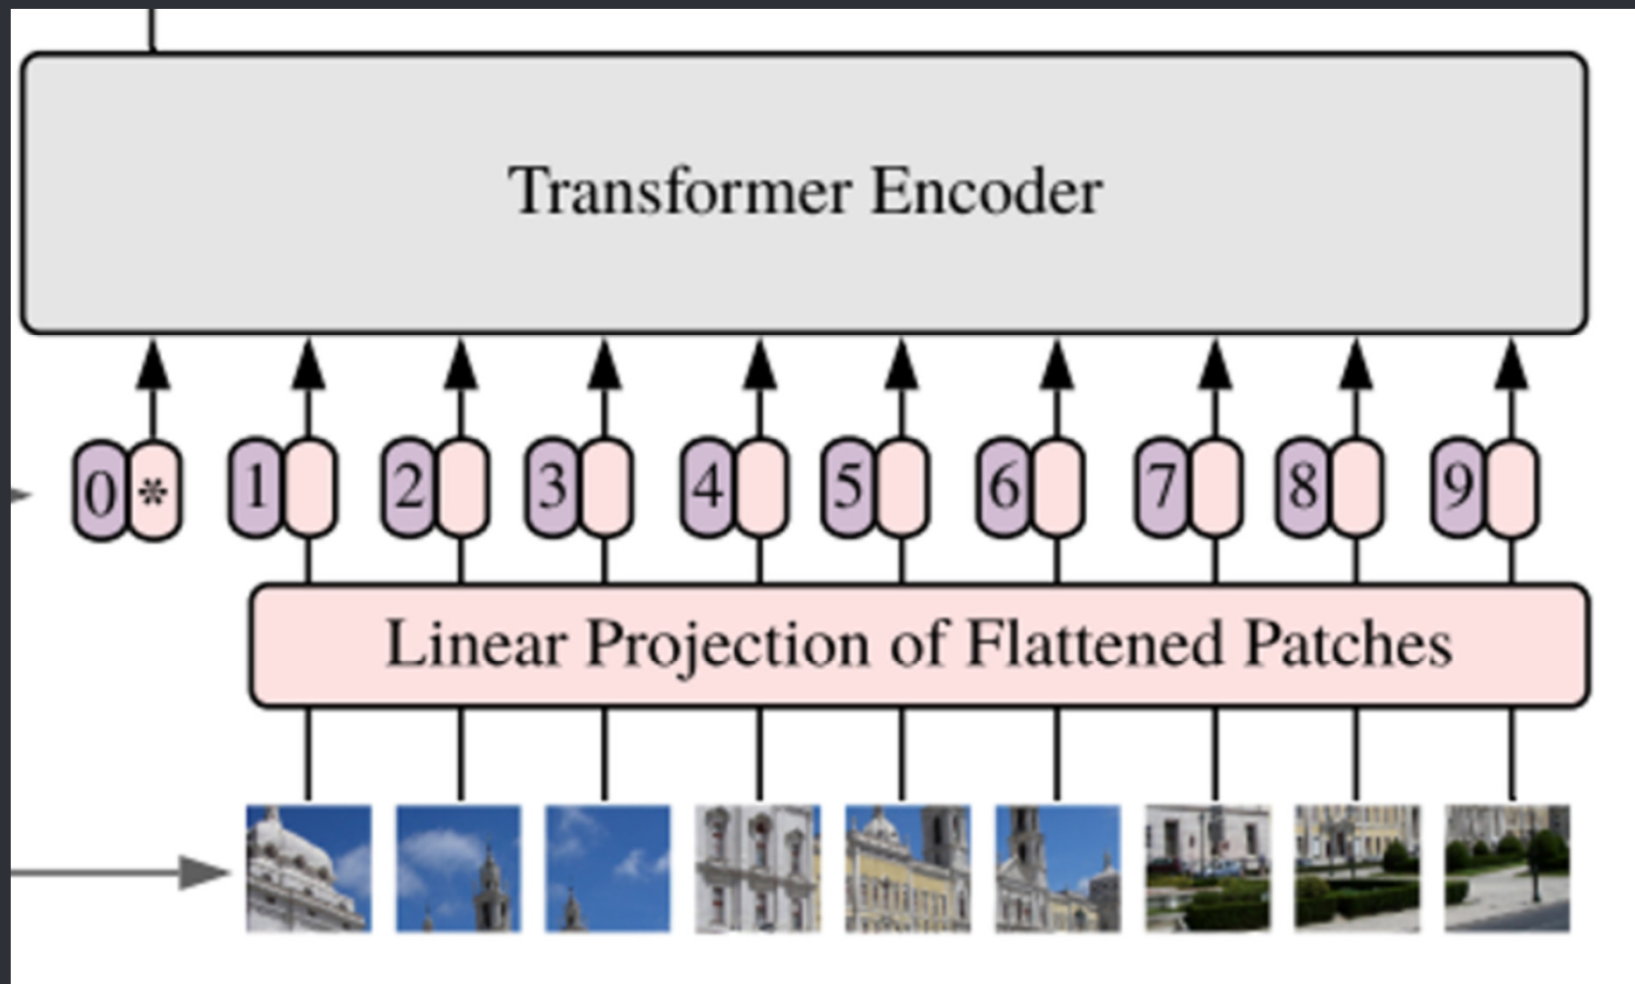 Transformer Encoder
0 * 1 2 3 4 5 6 7 8 9
Linear Projection of Flattened Patches